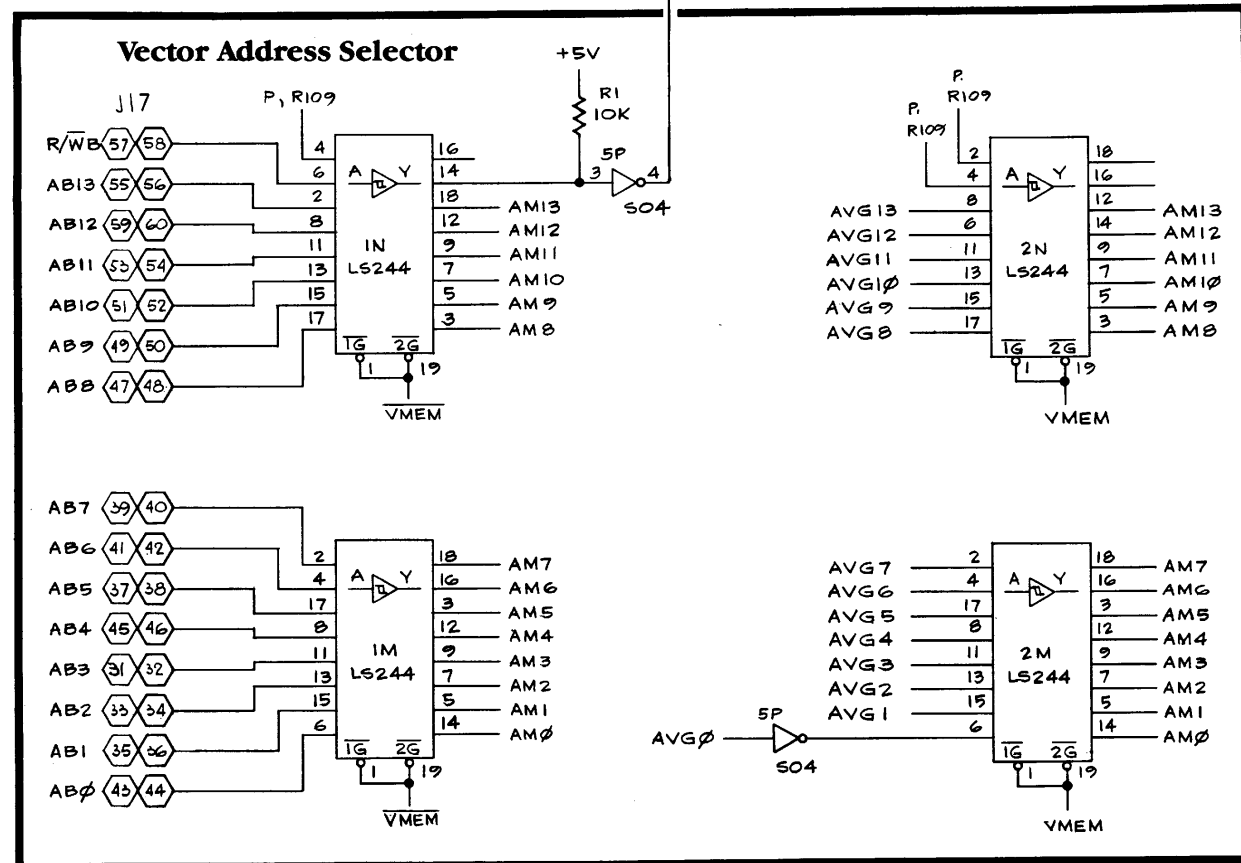 Vector Address Selector
+5V
J17
P, R109
R1
10K
R/W̅B 57 58
4
16
6
A Y
14
3 5P 4
S04
AB13 55 56
2
18 AM13
AB12 59 60
8
12 AM12
AB11 53 54
11
1N
LS244
9 AM11
13
7 AM10
AB10 51 52
15
5 AM9
AB9 49 50
17
3 AM8
1G̅ 2G̅
1 19
AB8 47 48
V̅M̅E̅M̅
P.
R109
P,
R109
2
18
4
A Y
16
AVG13 8
12 AM13
AVG12 6
14 AM12
AVG11 11
2N
LS244
9 AM11
AVG1Ø 13
7 AM1Ø
AVG9 15
5 AM9
AVG8 17
3 AM8
1G̅ 2G̅
1 19
VMEM
AB7 39 40
AB6 41 42
2
18 AM7
4
A Y
16 AM6
AB5 37 38
17
3 AM5
AB4 45 46
8
12 AM4
11
1M
LS244
9 AM3
AB3 31 32
13
7 AM2
AB2 33 34
15
5 AM1
6
14 AMØ
AB1 35 36
1G̅ 2G̅
1 19
ABØ 43 44
V̅M̅E̅M̅
AVG7 2
18 AM7
AVG6 4
A Y
16 AM6
AVG5 17
3 AM5
AVG4 8
12 AM4
AVG3 11
2M
LS244
9 AM3
AVG2 13
7 AM2
AVG1 15
5 AM1
AVGØ
5P
S04
6
14 AMØ
1G̅ 2G̅
1 19
VMEM